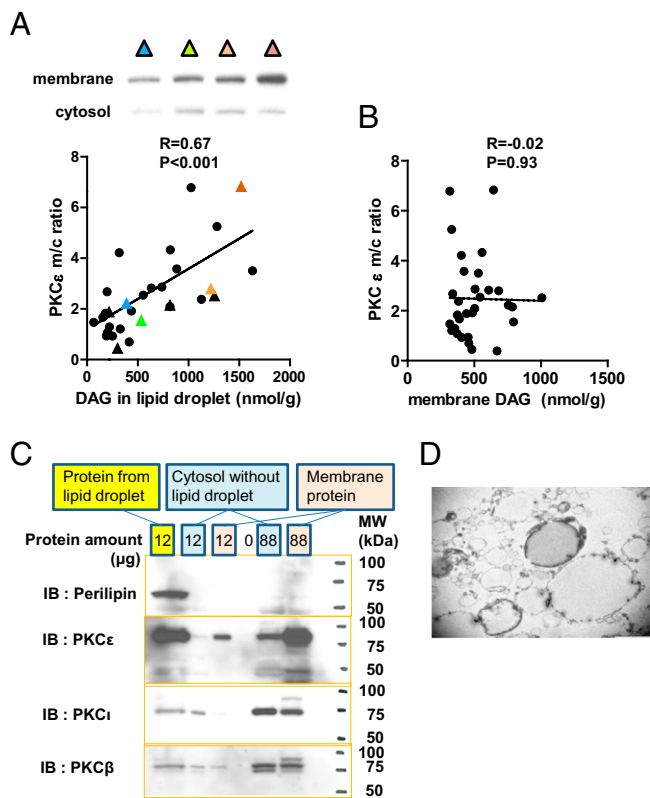 A
membrane
cytosol
R=0.67
P<0.001
8
6
4
2
0
PKCε m/c ratio
0 500 1000 1500 2000
DAG in lipid droplet (nmol/g)
B
R=-0.02
P=0.93
8
6
4
2
0
PKC ε m/c ratio
0 500 1000 1500
membrane DAG (nmol/g)
C
Protein from
lipid droplet
Cytosol without
lipid droplet
Membrane
protein
Protein amount
(µg)
12 12 12 0 88 88
MW
(kDa)
IB : Perilipin
100
75
50
IB : PKCε
100
75
50
IB : PKCι
100
75
50
IB : PKCβ
100
75
50
D